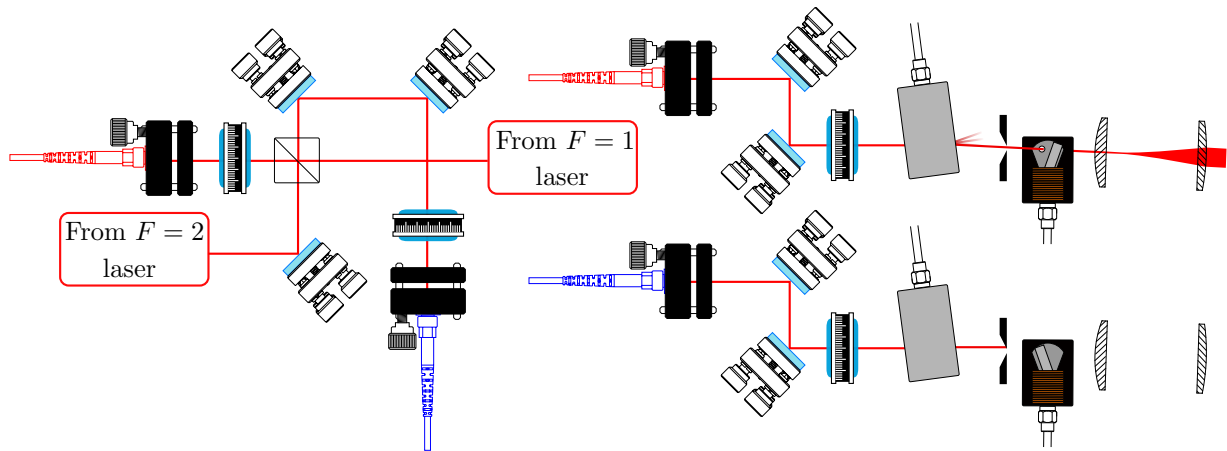 From F = 1
laser
From F = 2
laser